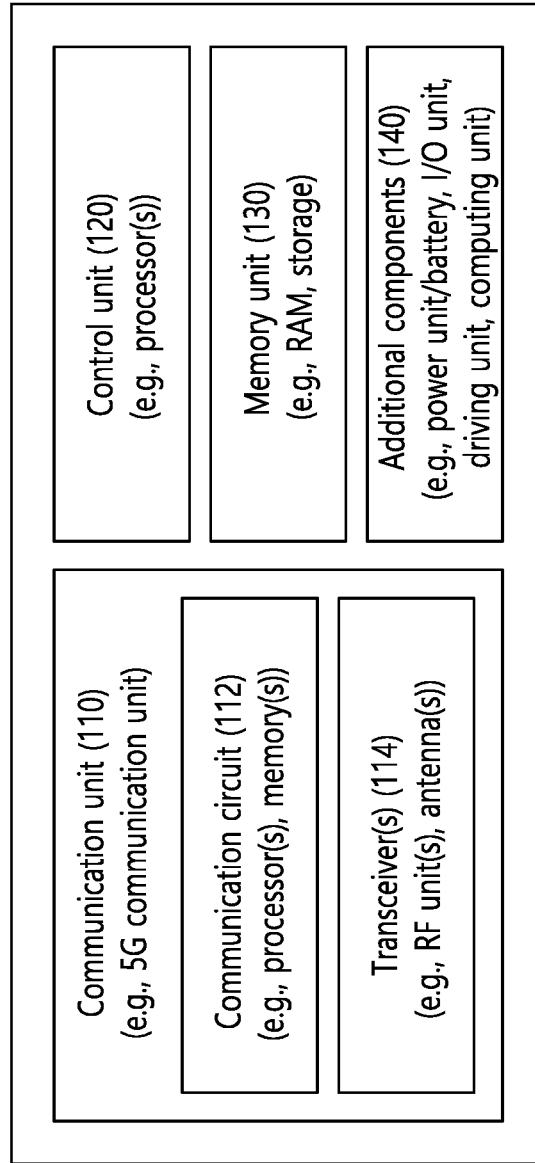 Communication unit (110)
(e.g., 5G communication unit)
Communication circuit (112)
(e.g., processor(s), memory(s))
Transceiver(s) (114)
(e.g., RF unit(s), antenna(s))
Control unit (120)
(e.g., processor(s))
Memory unit (130)
(e.g., RAM, storage)
Additional components (140)
(e.g., power unit/battery, I/O unit,
driving unit, computing unit)